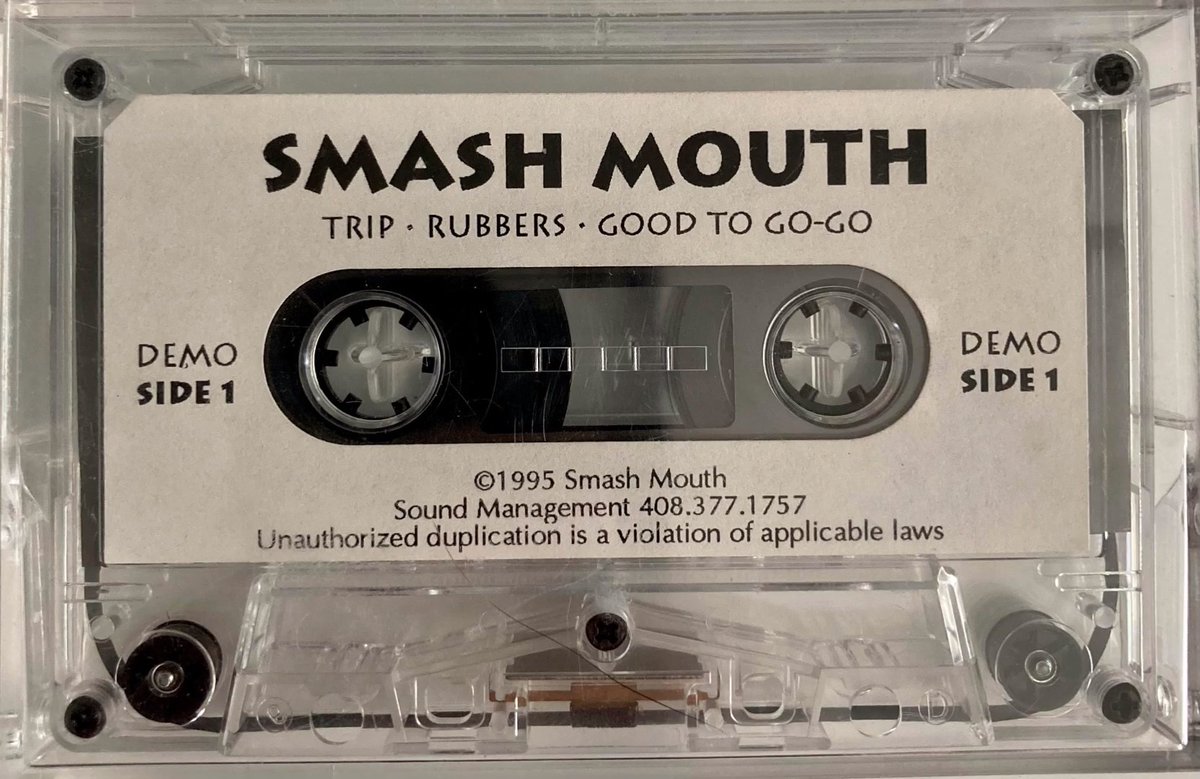 SMASH MOUTH
TRIP · RUBBERS · GOOD TO GO-GO
DEMO
SIDE 1
DEMO
SIDE 1
©1995 Smash Mouth
Sound Management 408.377.1757
Unauthorized duplication is a violation of applicable laws